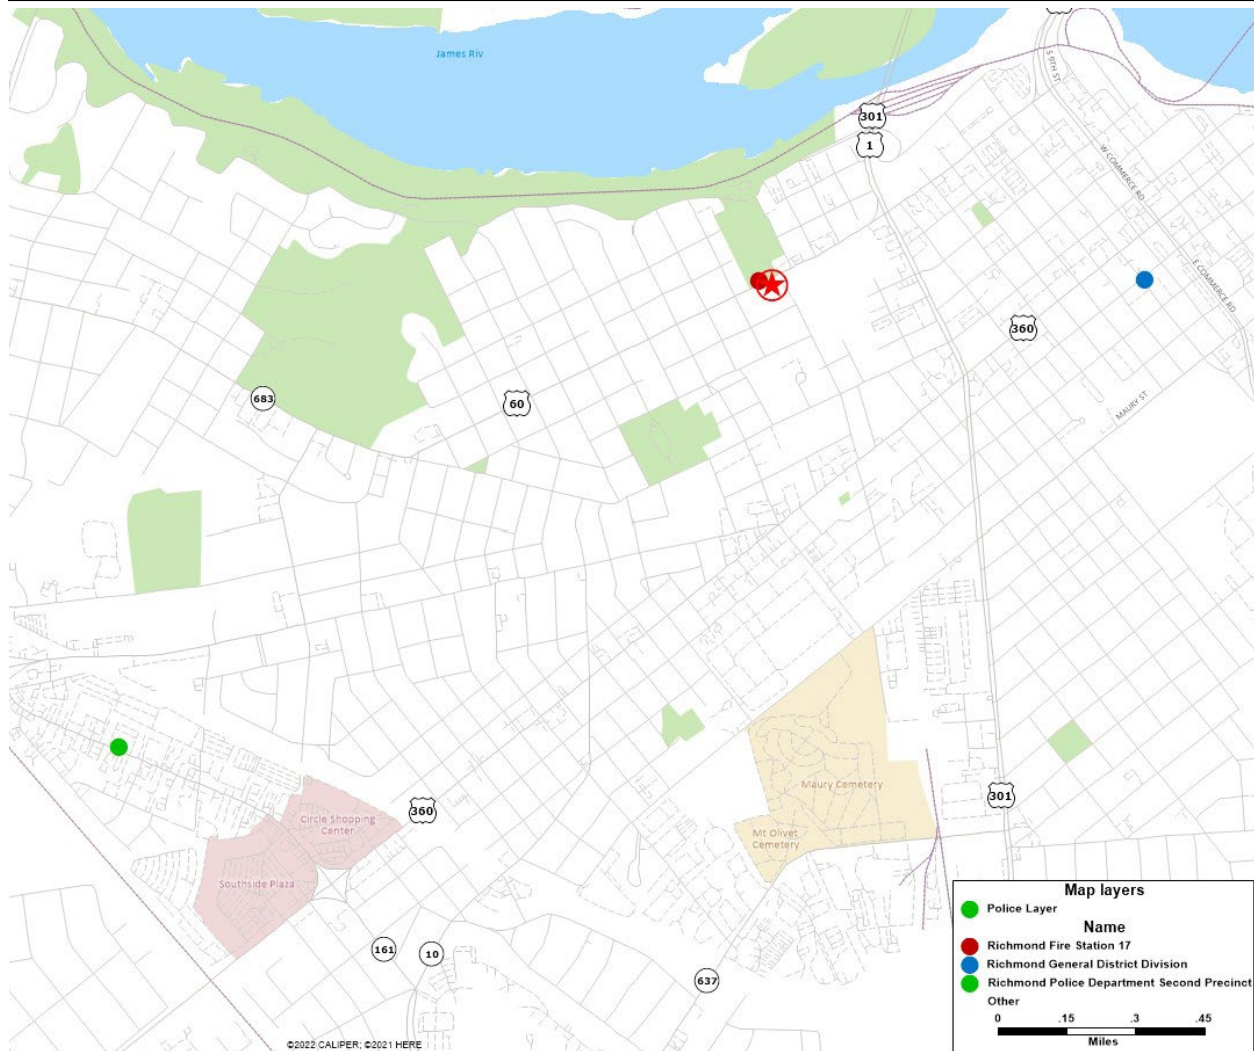 James Riv
S 9TH ST
301
1
W COMMERCE RD
E COMMERCE RD
360
683
60
MAURY ST
Circle Shopping
Center
360
Maury Cemetery
301
Mt Olivet
Cemetery
Southside Plaza
161
10
637
Map layers
Police Layer
Name
Richmond Fire Station 17
Richmond General District Division
Richmond Police Department Second Precinct
Other
0 .15 .3 .45
Miles
©2022 CALIPER; ©2021 HERE